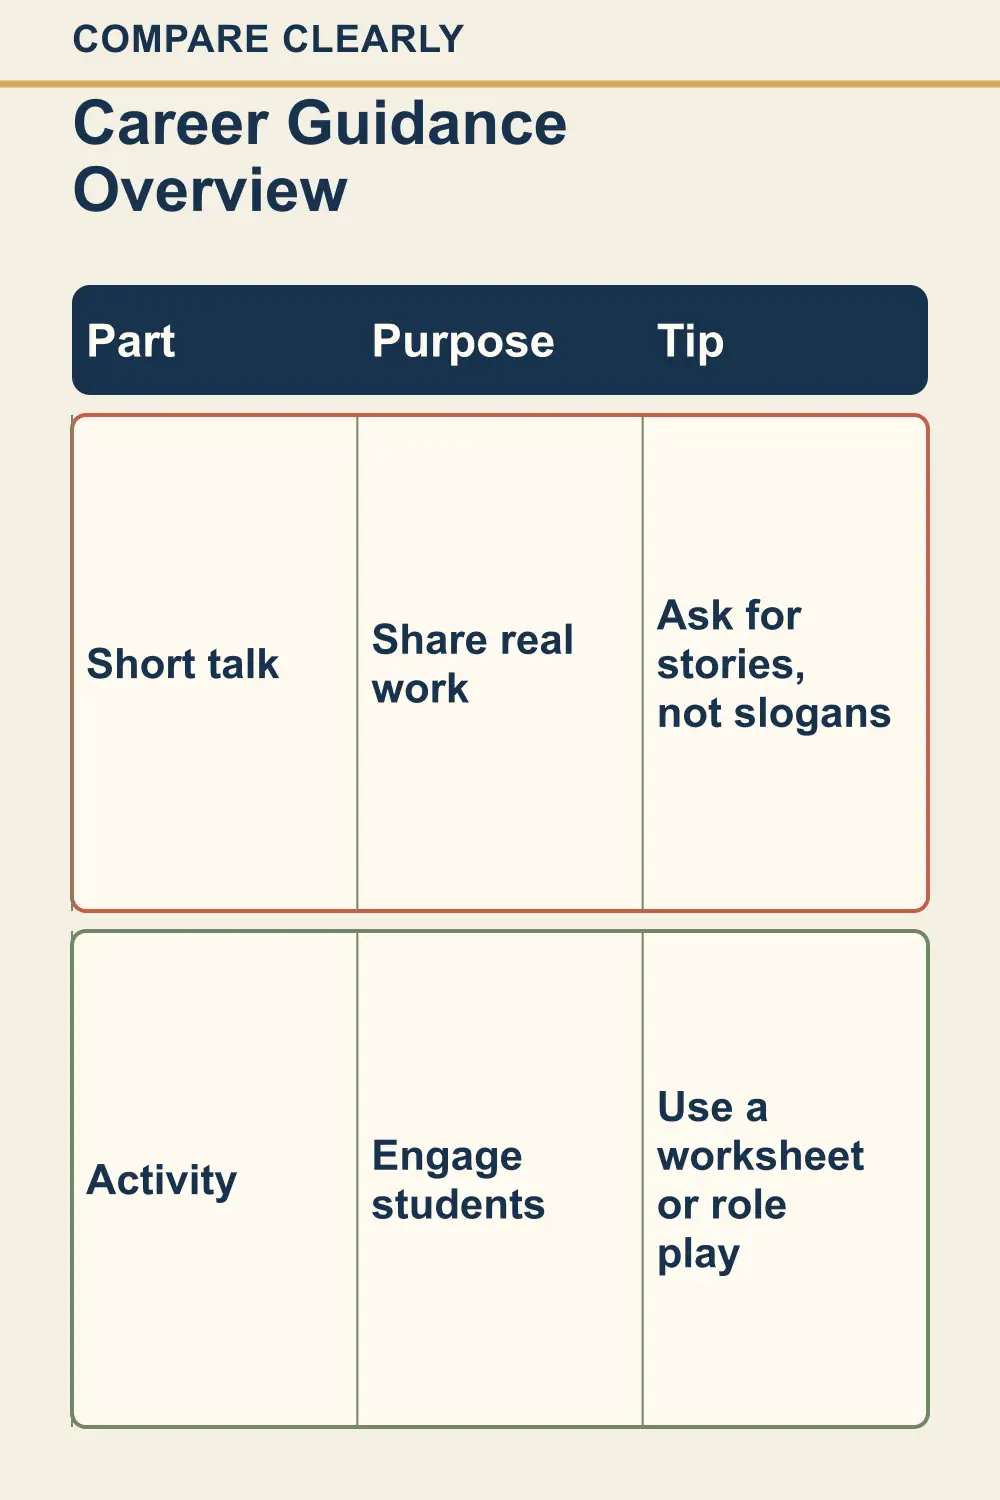 COMPARE CLEARLY
Career Guidance
Overview
Part Purpose Tip
Short talk
Share real
work
Ask for
stories,
not slogans
Activity
Engage
students
Use a
worksheet
or role
play